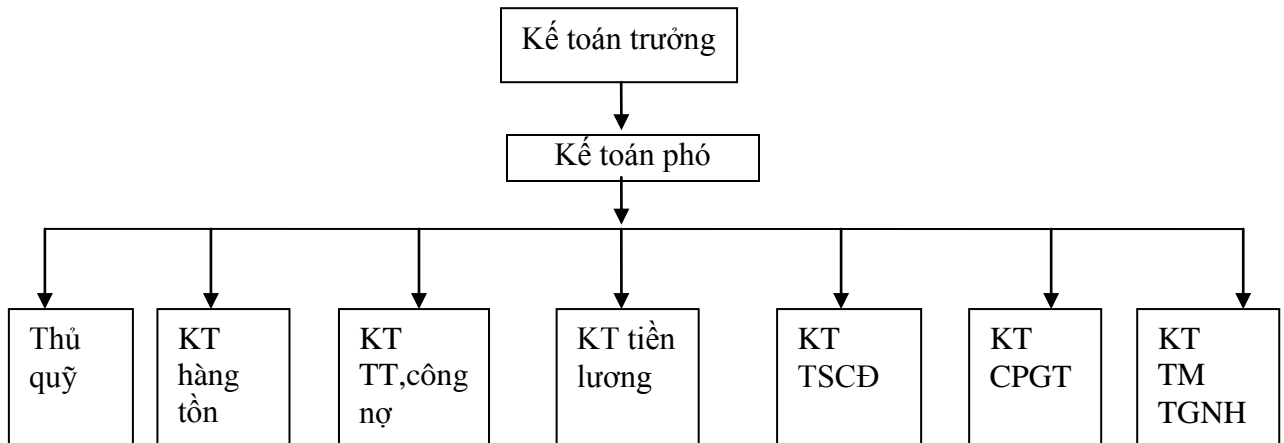 Kế toán trưởng
Kế toán phó
Thủ
quỹ
KT
hàng
tồn
KT
TT,công
nợ
KT tiền
lương
KT
TSCĐ
KT
CPGT
KT
TM
TGNH